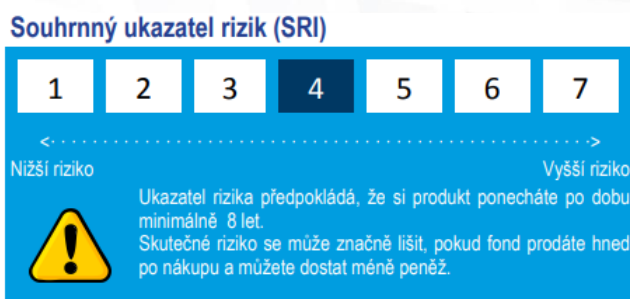 Souhrnný ukazatel rizik (SRI)
1 2 3 4 5 6 7
Nižší riziko Vyšší riziko
Ukazatel rizika předpokládá, že si produkt ponecháte po dobu
minimálně 8 let.
Skutečné riziko se může značně lišit, pokud fond prodáte hned
po nákupu a můžete dostat méně peněž.